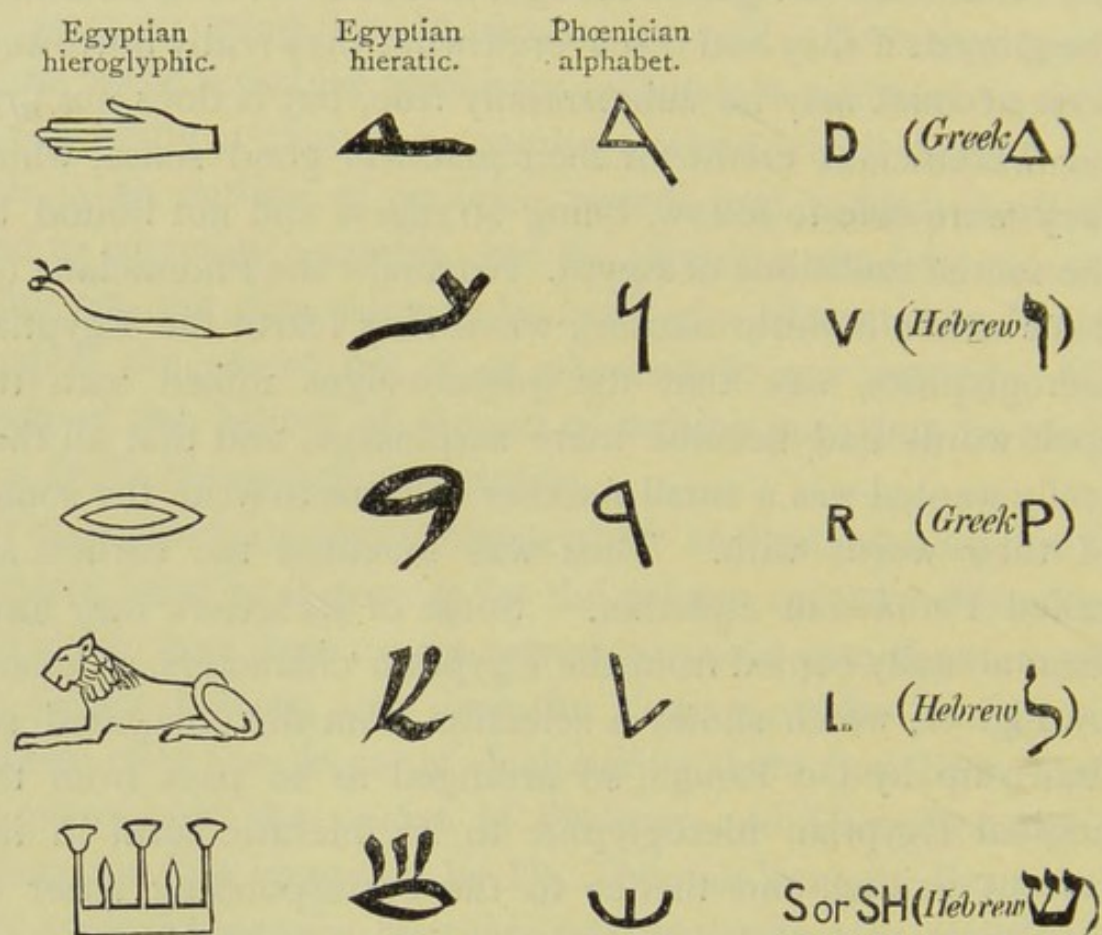 Egyptian hieroglyphic.
Egyptian hieratic.
Phœnician alphabet.
D (Greek Δ)
V (Hebrew ו)
R (Greek Ρ)
L (Hebrew ל)
S or SH (Hebrew ש)